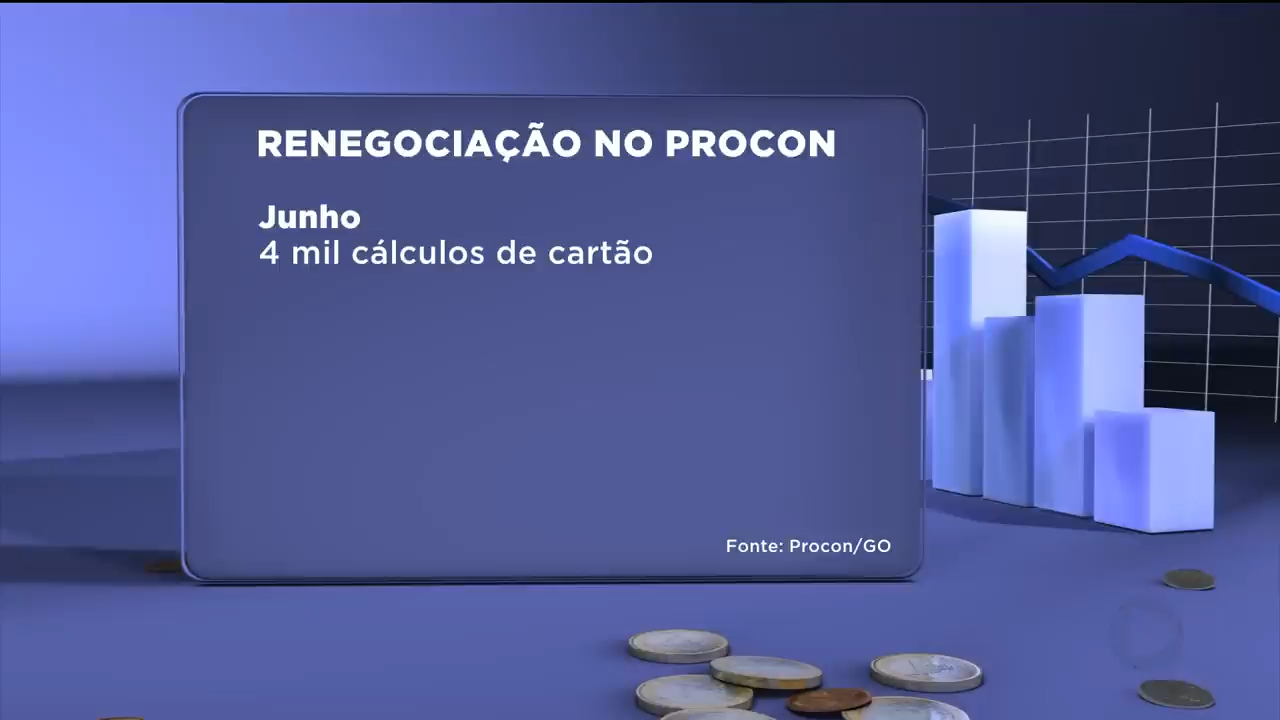 RENEGOCIAÇÃO NO PROCON
Junho
4 mil cálculos de cartão
Fonte: Procon/GO